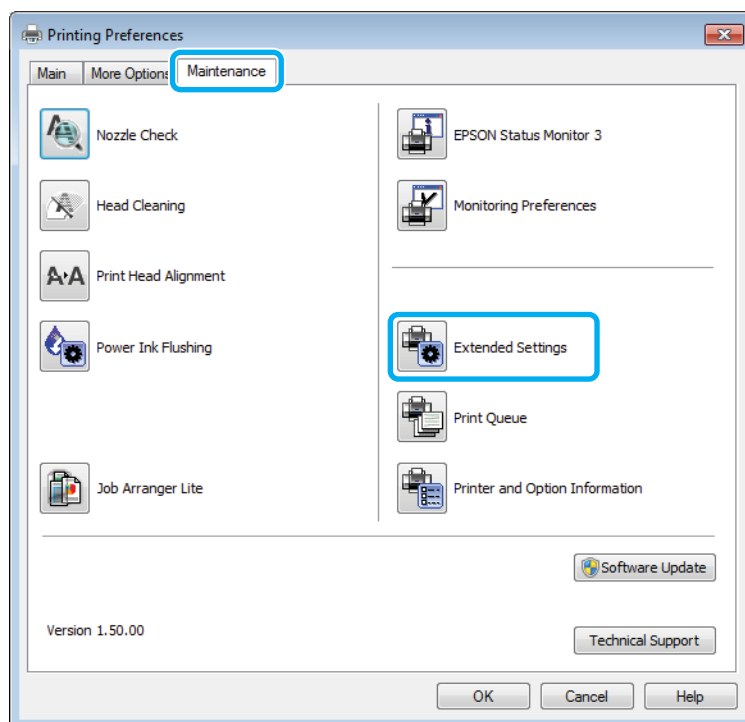 Printing Preferences
Main
More Options
Maintenance
Nozzle Check
EPSON Status Monitor 3
Head Cleaning
Monitoring Preferences
Print Head Alignment
Power Ink Flushing
Extended Settings
Print Queue
Job Arranger Lite
Printer and Option Information
Software Update
Version 1.50.00
Technical Support
OK
Cancel
Help